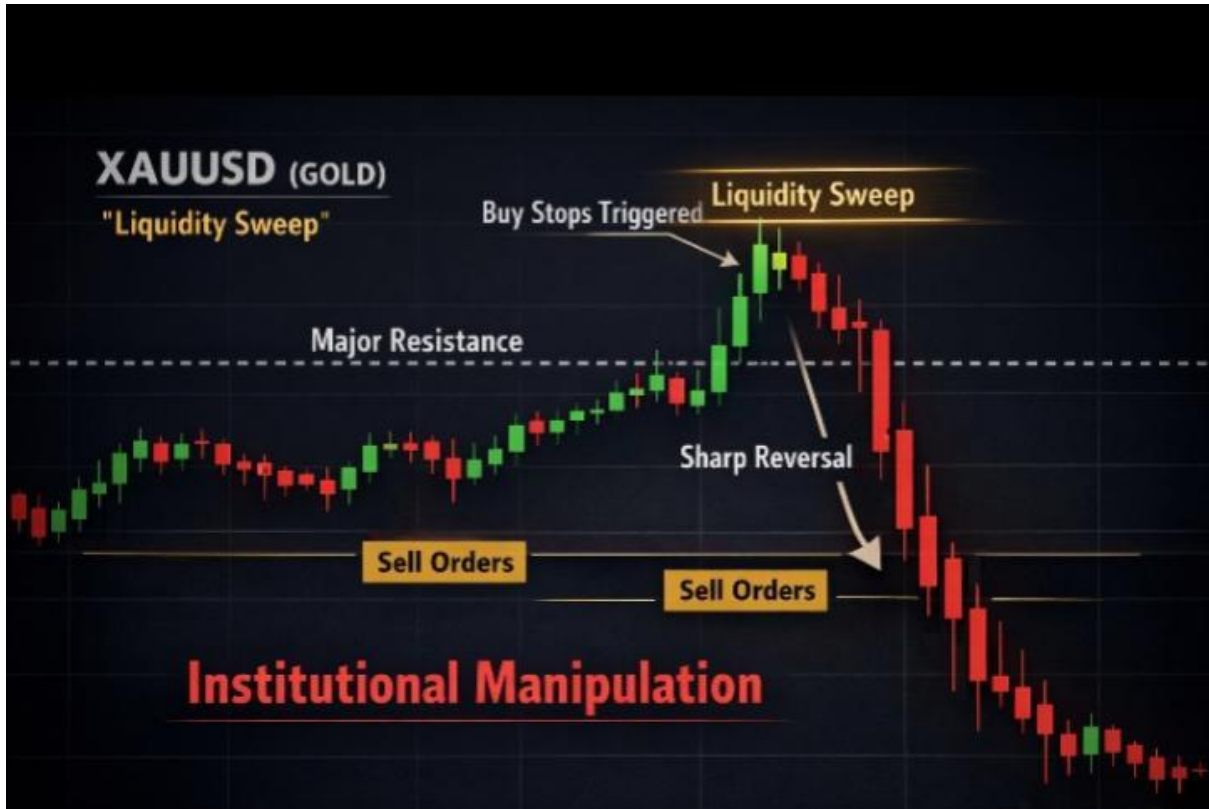 XAUUSD (GOLD)
"Liquidity Sweep"
Buy Stops Triggered
Liquidity Sweep
Major Resistance
Sharp Reversal
Sell Orders
Sell Orders
Institutional Manipulation